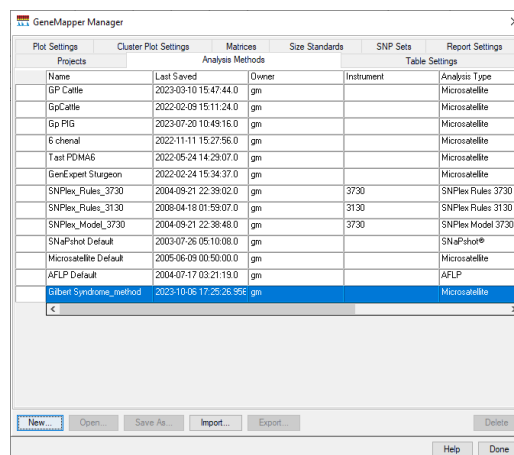 GeneMapper Manager
Plot Settings Cluster Plot Settings Matrices Size Standards SNP Sets Report Settings
Projects Analysis Methods Table Settings
Name Last Saved Owner Instrument Analysis Type
GP Cattle 2023-03-10 15:47:44.0 gm Microsatellite
GpCattle 2022-02-09 15:11:24.0 gm Microsatellite
Gp PIG 2023-07-20 10:49:16.0 gm Microsatellite
6 chenal 2022-11-11 15:27:56.0 gm Microsatellite
Tast PDMA6 2022-05-24 14:29:07.0 gm Microsatellite
GenExpert Sturgeon 2022-02-24 15:34:37.0 gm Microsatellite
SNPlex_Rules_3730 2004-09-21 22:39:02.0 gm 3730 SNPlex Rules 3730
SNPlex_Rules_3130 2008-04-18 01:59:07.0 gm 3130 SNPlex Rules 3130
SNPlex_Model_3730 2004-09-21 22:38:48.0 gm 3730 SNPlex Model 3730
SNaPshot Default 2003-07-26 05:10:08.0 gm SNaPshot®
Microsatellite Default 2005-06-09 00:50:00.0 gm Microsatellite
AFLP Default 2004-07-17 03:21:19.0 gm AFLP
Gilbert Syndrome_method 2023-10-06 17:25:26.956 gm Microsatellite
New... Open... Save As... Import... Export... Delete
Help Done